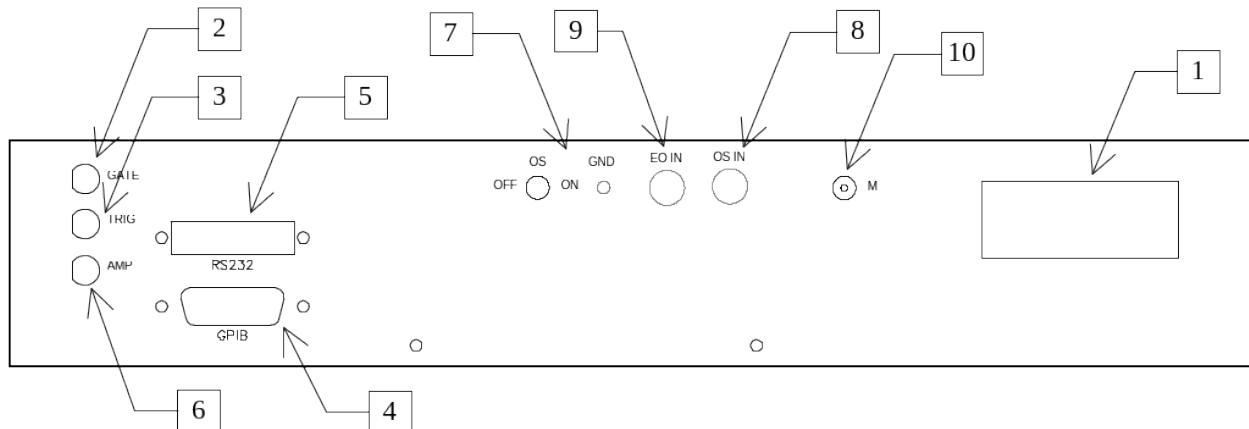 2
7
9
8
10
1
3
5
OS
GND
EO IN
OS IN
GATE
OFF
ON
M
TRIG
AMP
RS232
GPIB
6
4